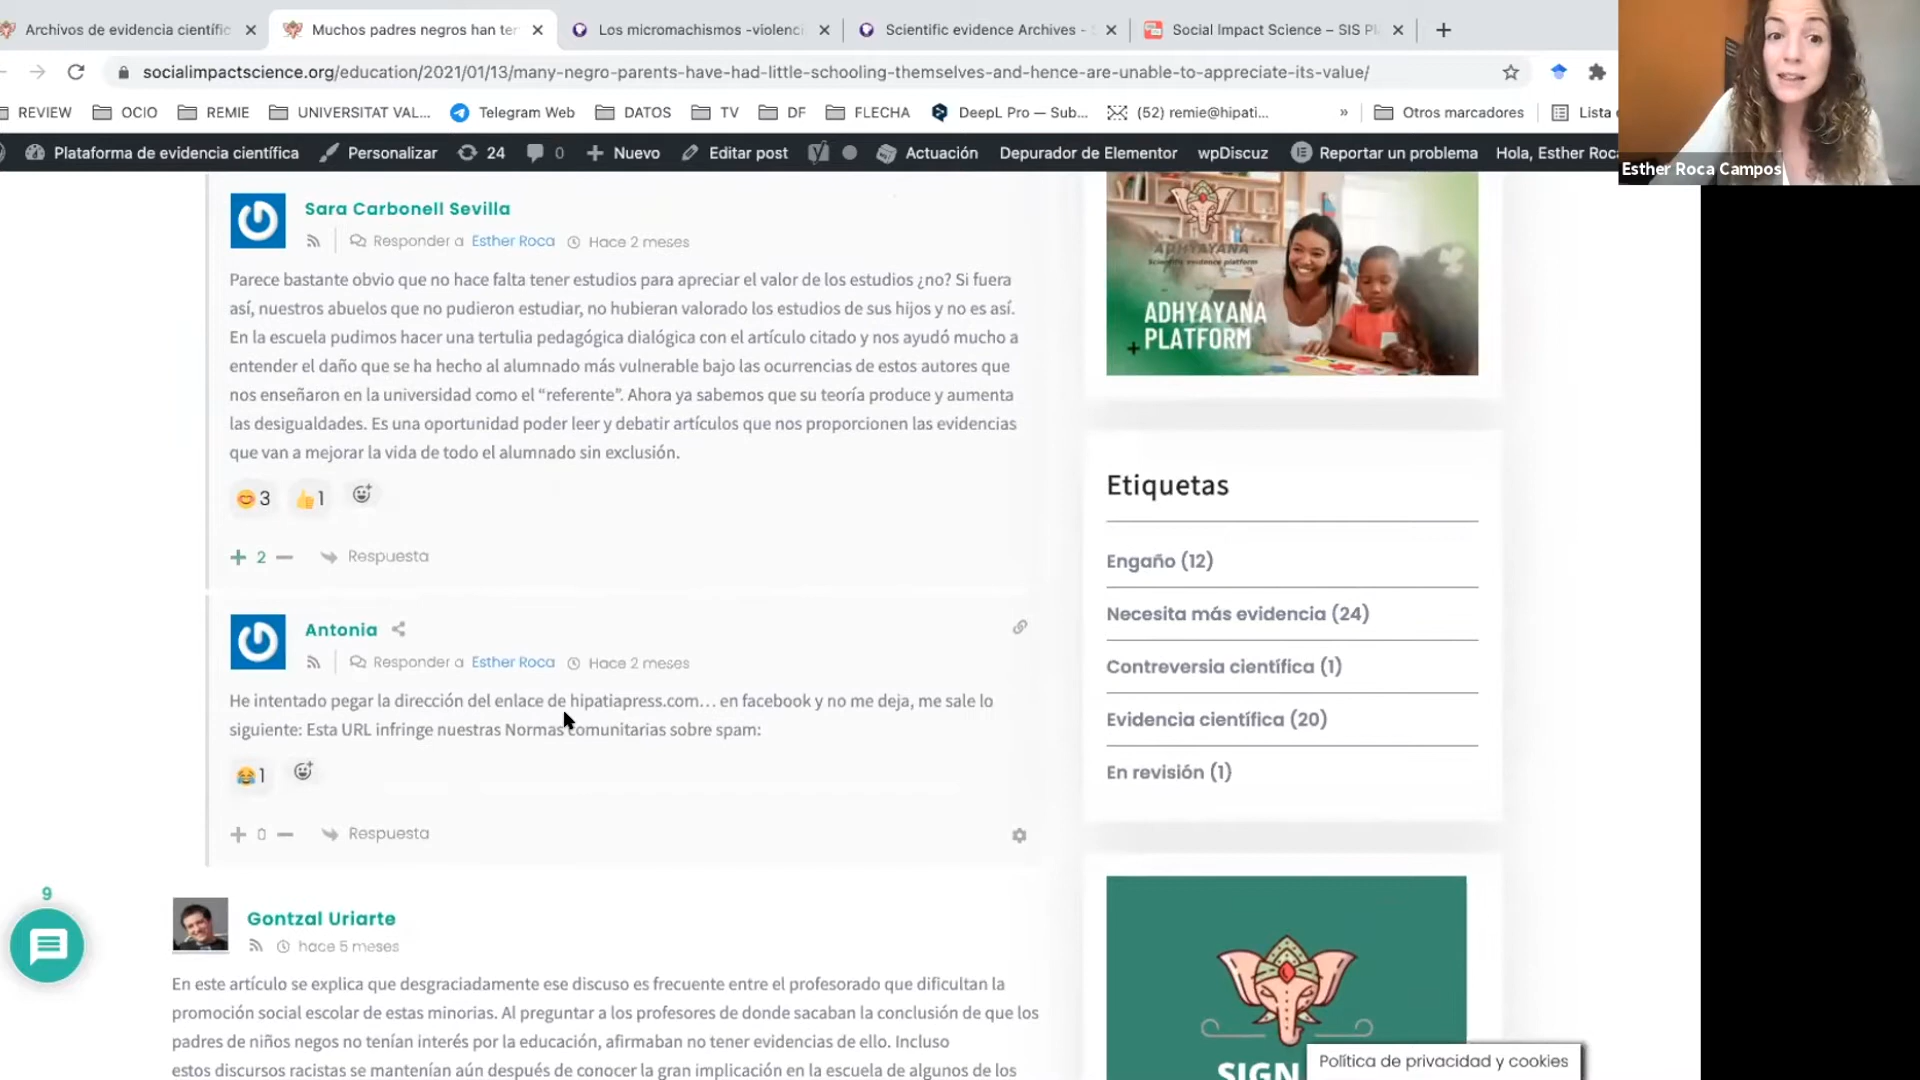 Archivos de evidencia científic
Muchos padres negros han ter
Los micromachismos -violenci
Scientific evidence Archives -
Social Impact Science – SIS Pl
socialimpactscience.org/education/2021/01/13/many-negro-parents-have-had-little-schooling-themselves-and-hence-are-unable-to-appreciate-its-value/
REVIEW
OCIO
REMIE
UNIVERSITAT VAL...
Telegram Web
DATOS
TV
DF
FLECHA
DeepL Pro — Sub...
(52) remie@hipati...
»
Otros marcadores
Lista
Plataforma de evidencia científica
Personalizar
24
0
Nuevo
Editar post
Actuación
Depurador de Elementor
wpDiscuz
Reportar un problema
Hola, Esther Roca
Esther Roca Campos
Sara Carbonell Sevilla
Responder a Esther Roca Hace 2 meses
Parece bastante obvio que no hace falta tener estudios para apreciar el valor de los estudios ¿no? Si fuera
así, nuestros abuelos que no pudieron estudiar, no hubieran valorado los estudios de sus hijos y no es así.
En la escuela pudimos hacer una tertulia pedagógica dialógica con el artículo citado y nos ayudó mucho a
entender el daño que se ha hecho al alumnado más vulnerable bajo las ocurrencias de estos autores que
nos enseñaron en la universidad como el “referente”. Ahora ya sabemos que su teoría produce y aumenta
las desigualdades. Es una oportunidad poder leer y debatir artículos que nos proporcionen las evidencias
que van a mejorar la vida de todo el alumnado sin exclusión.
3
1
+ 2 — Respuesta
Antonia
Responder a Esther Roca Hace 2 meses
He intentado pegar la dirección del enlace de hipatiapress.com… en facebook y no me deja, me sale lo
siguiente: Esta URL infringe nuestras Normas comunitarias sobre spam:
1
+ 0 — Respuesta
9
Gontzal Uriarte
hace 5 meses
En este artículo se explica que desgraciadamente ese discuso es frecuente entre el profesorado que dificultan la
promoción social escolar de estas minorias. Al preguntar a los profesores de donde sacaban la conclusión de que los
padres de niños negos no tenían interés por la educación, afirmaban no tener evidencias de ello. Incluso
estos discursos racistas se mantenían aún después de conocer la gran implicación en la escuela de algunos de los
ADHYAYANA
Scientific evidence platform
ADHYAYANA
PLATFORM
+
Etiquetas
Engaño (12)
Necesita más evidencia (24)
Contreversia científica (1)
Evidencia científica (20)
En revisión (1)
SIGN
Política de privacidad y cookies